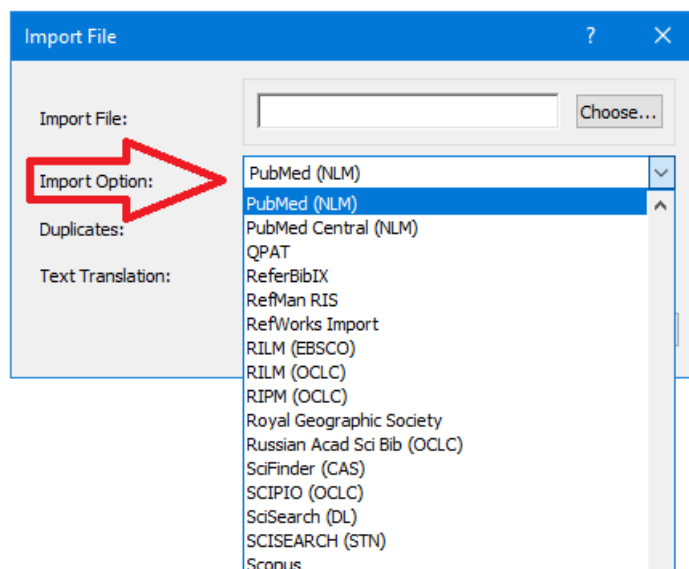 Import File ?
Import File:
Choose...
Import Option:
PubMed (NLM)
Duplicates:
Text Translation:
PubMed (NLM)
PubMed Central (NLM)
QPAT
ReferBibIX
RefMan RIS
RefWorks Import
RILM (EBSCO)
RILM (OCLC)
RIPM (OCLC)
Royal Geographic Society
Russian Acad Sci Bib (OCLC)
SciFinder (CAS)
SCIPIO (OCLC)
SciSearch (DL)
SCISEARCH (STN)
Scopus